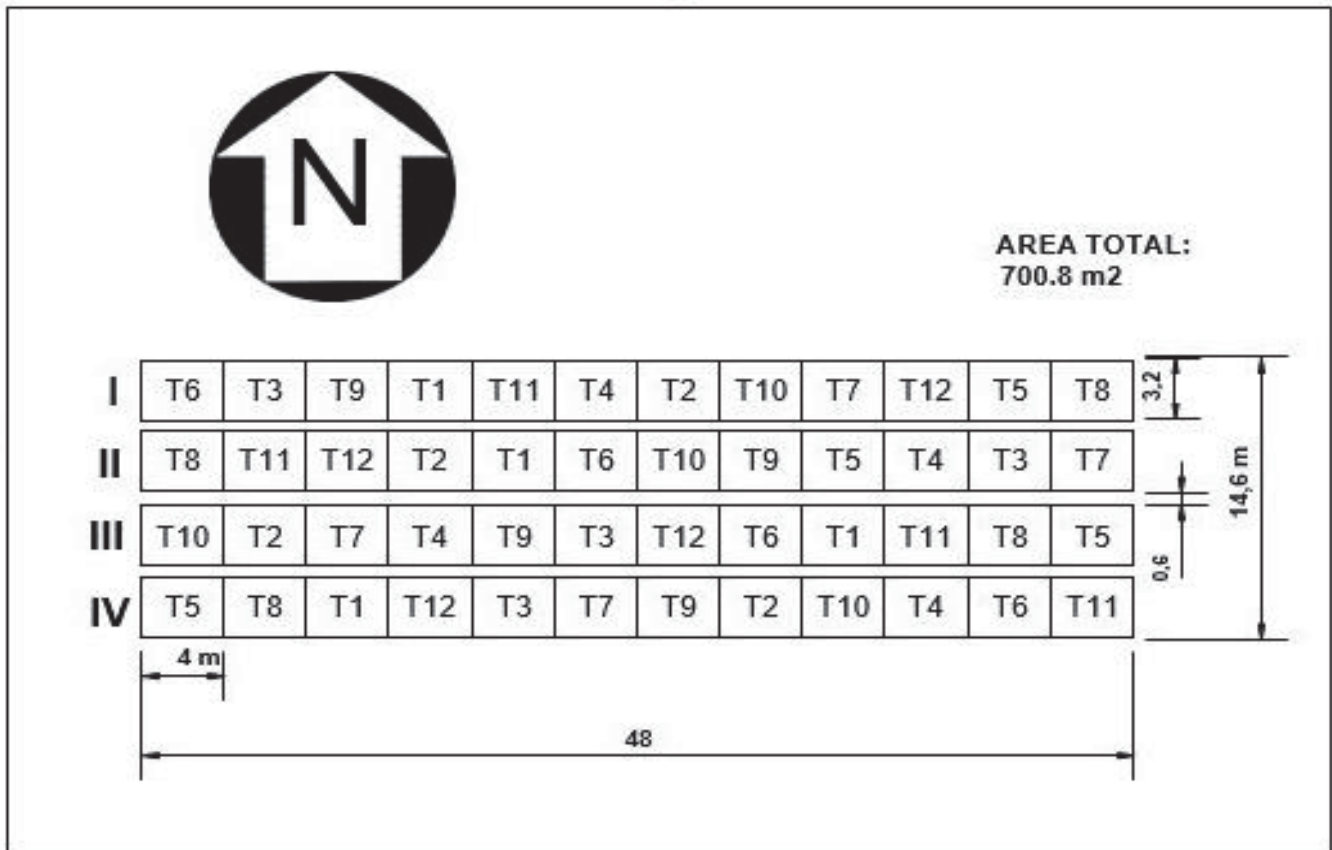 N
AREA TOTAL:
700.8 m2
I T6 T3 T9 T1 T11 T4 T2 T10 T7 T12 T5 T8
3,2
II T8 T11 T12 T2 T1 T6 T10 T9 T5 T4 T3 T7
14,6 m
III T10 T2 T7 T4 T9 T3 T12 T6 T1 T11 T8 T5
0,6
IV T5 T8 T1 T12 T3 T7 T9 T2 T10 T4 T6 T11
4 m
48